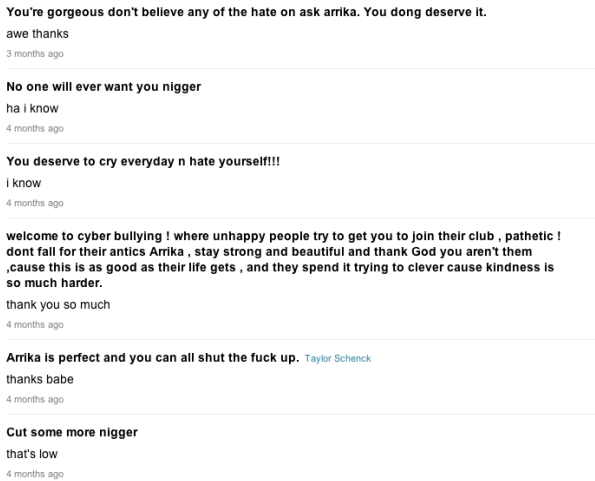 You're gorgeous don't believe any of the hate on ask arrika. You dong deserve it.
awe thanks
3 months ago
No one will ever want you nigger
ha i know
4 months ago
You deserve to cry everyday n hate yourself!!!
i know
4 months ago
welcome to cyber bullying ! where unhappy people try to get you to join their club , pathetic !
dont fall for their antics Arrika , stay strong and beautiful and thank God you aren't them
,cause this is as good as their life gets , and they spend it trying to clever cause kindness is
so much harder.
thank you so much
4 months ago
Arrika is perfect and you can all shut the fuck up. Taylor Schenck
thanks babe
4 months ago
Cut some more nigger
that's low
4 months ago